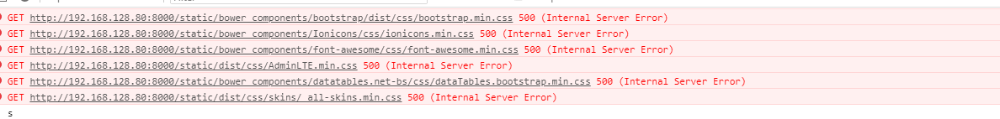 GET http://192.168.128.80:8000/static/bower_components/bootstrap/dist/css/bootstrap.min.css 500 (Internal Server Error)
GET http://192.168.128.80:8000/static/bower_components/Ionicons/css/ionicons.min.css 500 (Internal Server Error)
GET http://192.168.128.80:8000/static/bower_components/font-awesome/css/font-awesome.min.css 500 (Internal Server Error)
GET http://192.168.128.80:8000/static/dist/css/AdminLTE.min.css 500 (Internal Server Error)
GET http://192.168.128.80:8000/static/bower_components/datatables.net-bs/css/dataTables.bootstrap.min.css 500 (Internal Server Error)
GET http://192.168.128.80:8000/static/dist/css/skins/_all-skins.min.css 500 (Internal Server Error)
s